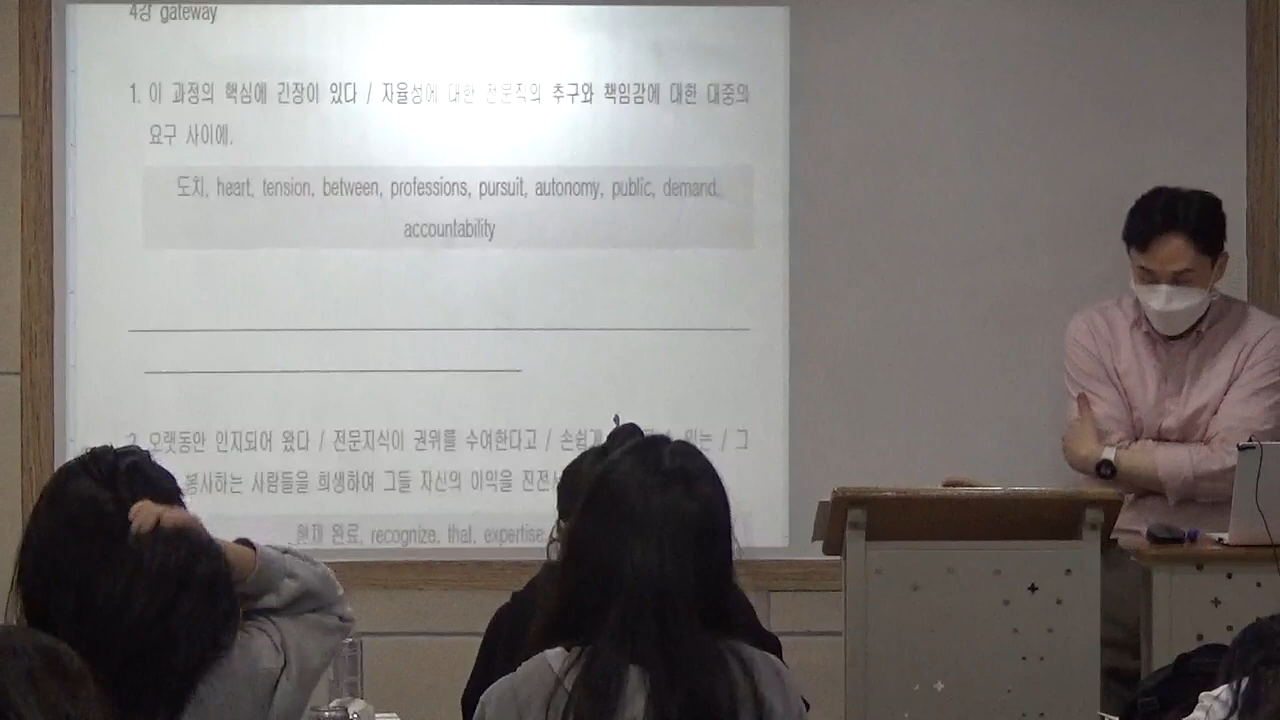 4강 gateway
1. 이 과정의 핵심에 긴장이 있다 / 자율성에 대한 전문직의 추구와 책임감에 대한 대중의
요구 사이에.
도치, heart, tension, between, professions, pursuit, autonomy, public, demand,
accountability
2. 오랫동안 인지되어 왔다 / 전문지식이 권위를 수여한다고 / 손쉽게 있는 / 그
봉사하는 사람들을 희생하여 그들 자신의 이익을
현재 완료, recognize, that, expertise,